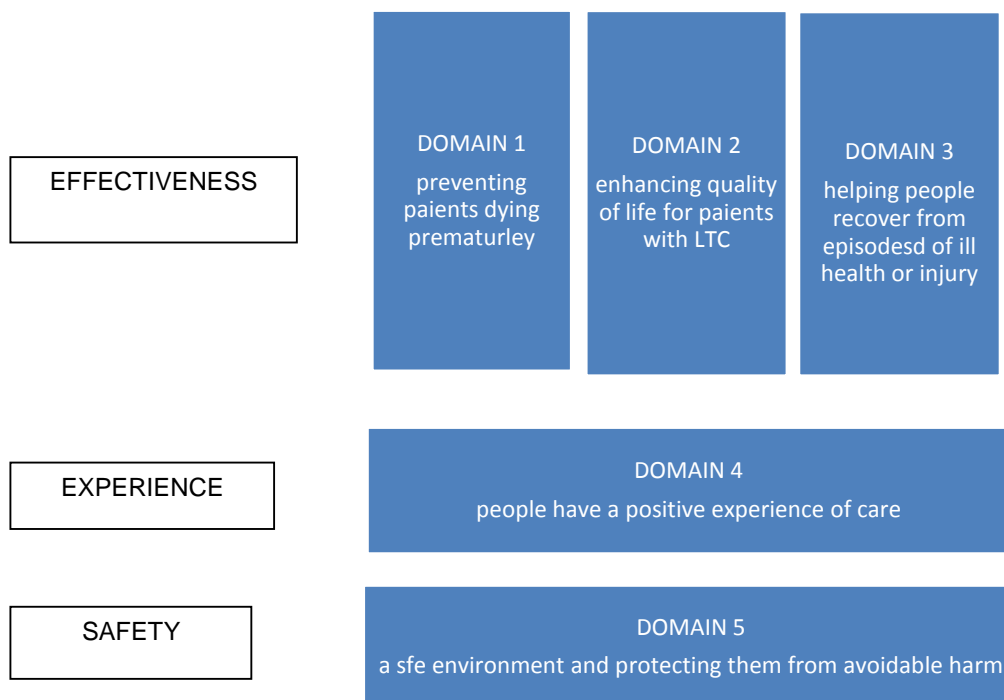 EFFECTIVENESS
DOMAIN 1
preventing
paients dying
prematurley
DOMAIN 2
enhancing quality
of life for paients
with LTC
DOMAIN 3
helping people
recover from
episodesd of ill
health or injury
EXPERIENCE
DOMAIN 4
people have a positive experience of care
SAFETY
DOMAIN 5
a sfe environment and protecting them from avoidable harm